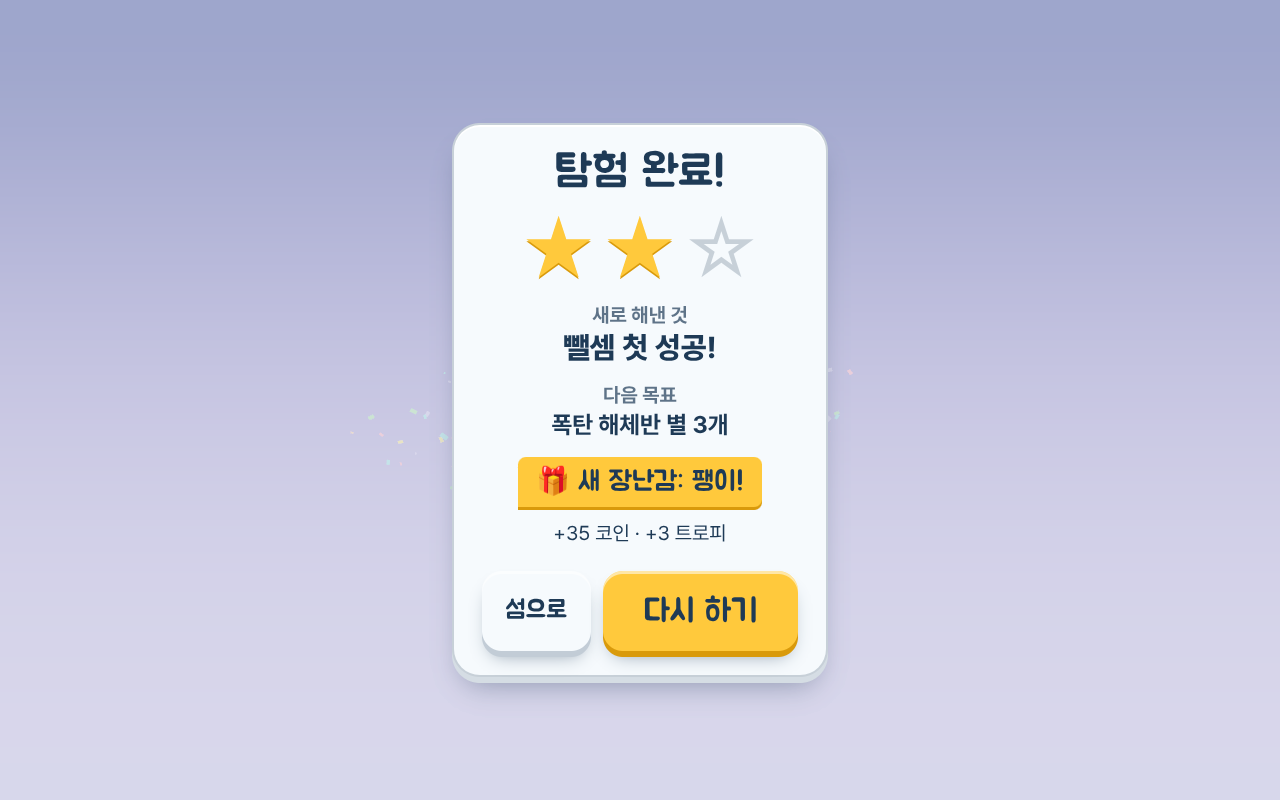 탐험 완료!
새로 해낸 것
뺄셈 첫 성공!
다음 목표
폭탄 해체반 별 3개
🎁 새 장난감: 팽이!
+35 코인 · +3 트로피
섬으로
다시 하기